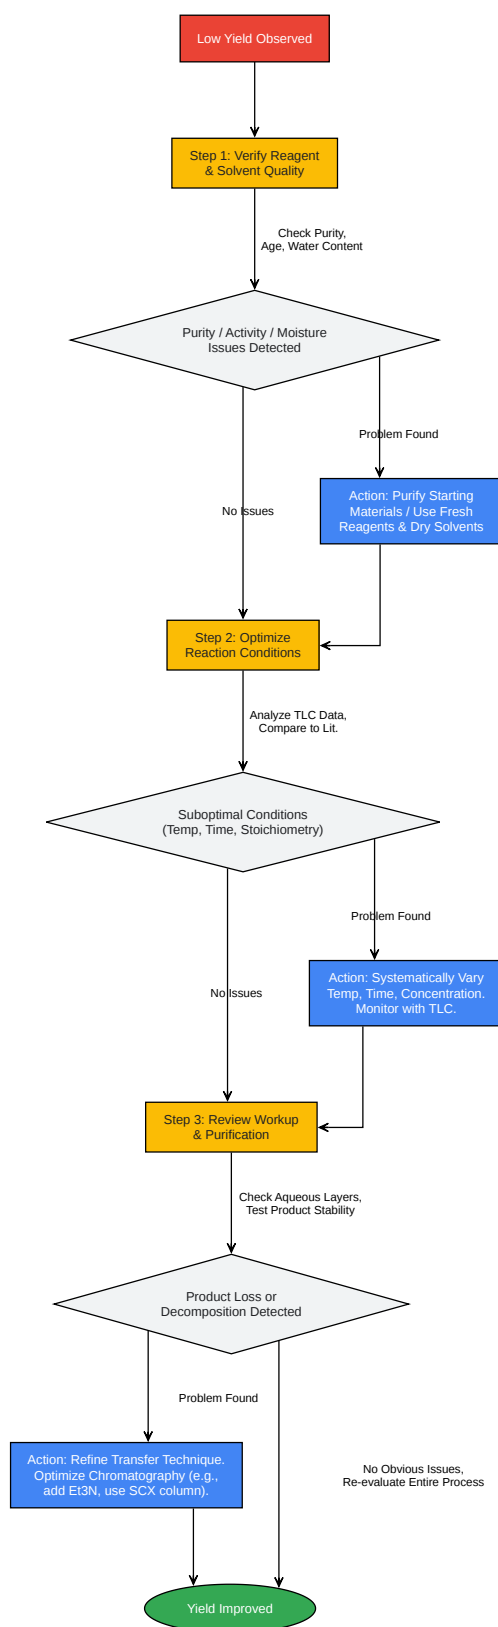 Low Yield Observed
Step 1: Verify Reagent
& Solvent Quality
Check Purity,
Age, Water Content
Purity / Activity / Moisture
Issues Detected
Problem Found
Action: Purify Starting
Materials / Use Fresh
Reagents & Dry Solvents
No Issues
Step 2: Optimize
Reaction Conditions
Analyze TLC Data,
Compare to Lit.
Suboptimal Conditions
(Temp, Time, Stoichiometry)
Problem Found
Action: Systematically Vary
Temp, Time, Concentration.
Monitor with TLC.
No Issues
Step 3: Review Workup
& Purification
Check Aqueous Layers,
Test Product Stability
Product Loss or
Decomposition Detected
Problem Found
Action: Refine Transfer Technique.
Optimize Chromatography (e.g.,
add Et3N, use SCX column).
No Obvious Issues,
Re-evaluate Entire Process
Yield Improved